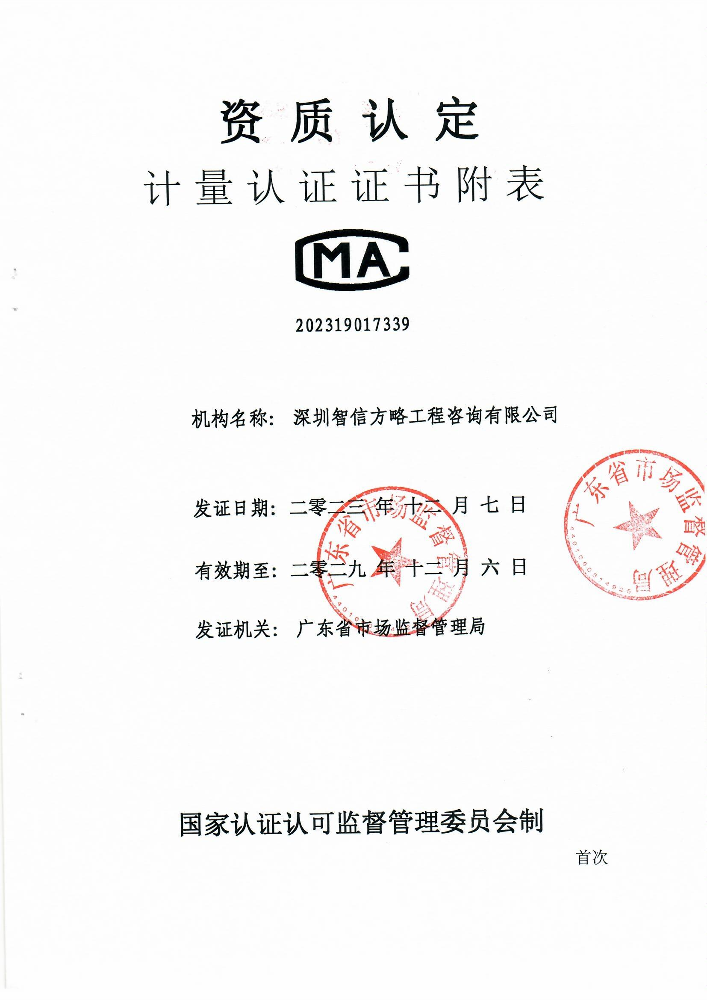 资质认定
计量认证证书附表
CMA
202319017339
机构名称: 深圳智信方略工程咨询有限公司
发证日期: 二零二三年十二月七日
有效期至: 二零二九年十二月六日
发证机关: 广东省市场监督管理局
广东省市场监督管理局
广东省市场监督管理局
国家认证认可监督管理委员会制
首次